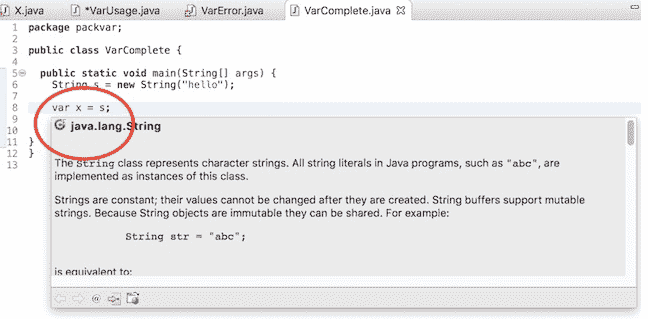 X.java *VarUsage.java VarError.java VarComplete.java
1 package packvar;
2
3 public class VarComplete {
4
5 public static void main(String[] args) {
6 String s = new String("hello");
7
8 var x = s;
9 java.lang.String
10
11 }
12 }
13
The String class represents character strings. All string literals in Java programs, such as "abc", are
implemented as instances of this class.
Strings are constant; their values cannot be changed after they are created. String buffers support mutable
strings. Because String objects are immutable they can be shared. For example:
String str = "abc";
is equivalent to: